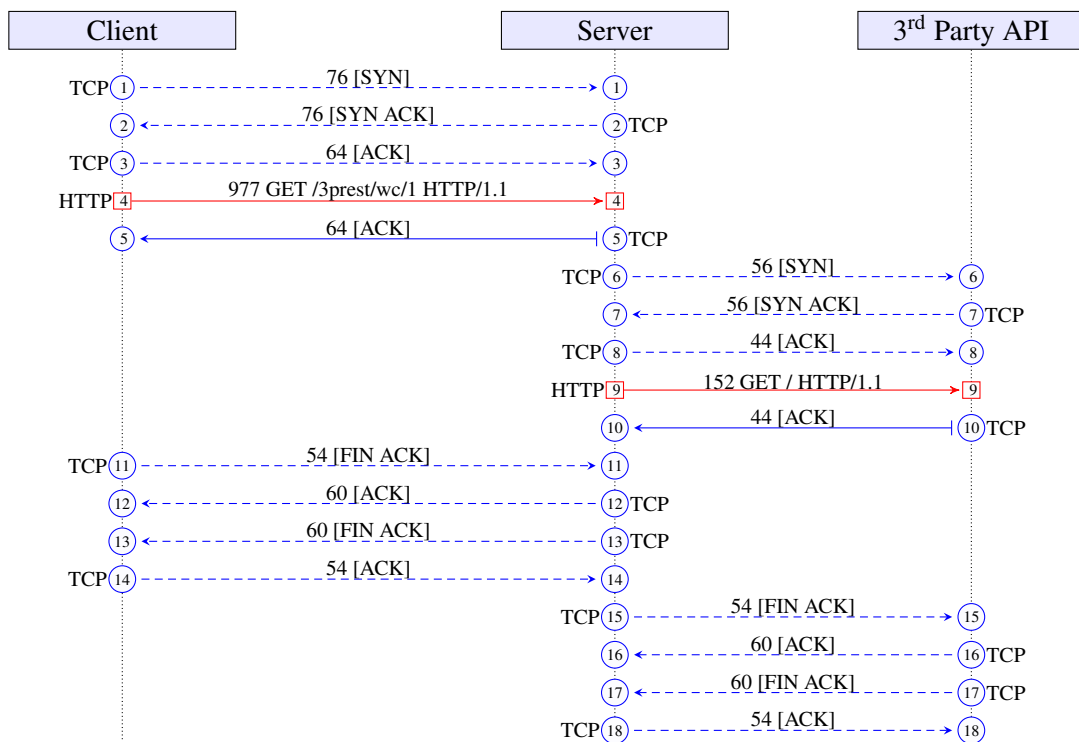 Client Server 3rd Party API
TCP 1 76 [SYN] 1
2 76 [SYN ACK] 2 TCP
TCP 3 64 [ACK] 3
HTTP 4 977 GET /3prest/wc/1 HTTP/1.1 4
5 64 [ACK] 5 TCP
TCP 6 56 [SYN] 6
7 56 [SYN ACK] 7 TCP
TCP 8 44 [ACK] 8
HTTP 9 152 GET / HTTP/1.1 9
10 44 [ACK] 10 TCP
TCP 11 54 [FIN ACK] 11
12 60 [ACK] 12 TCP
13 60 [FIN ACK] 13 TCP
TCP 14 54 [ACK] 14
TCP 15 54 [FIN ACK] 15
16 60 [ACK] 16 TCP
17 60 [FIN ACK] 17 TCP
TCP 18 54 [ACK] 18